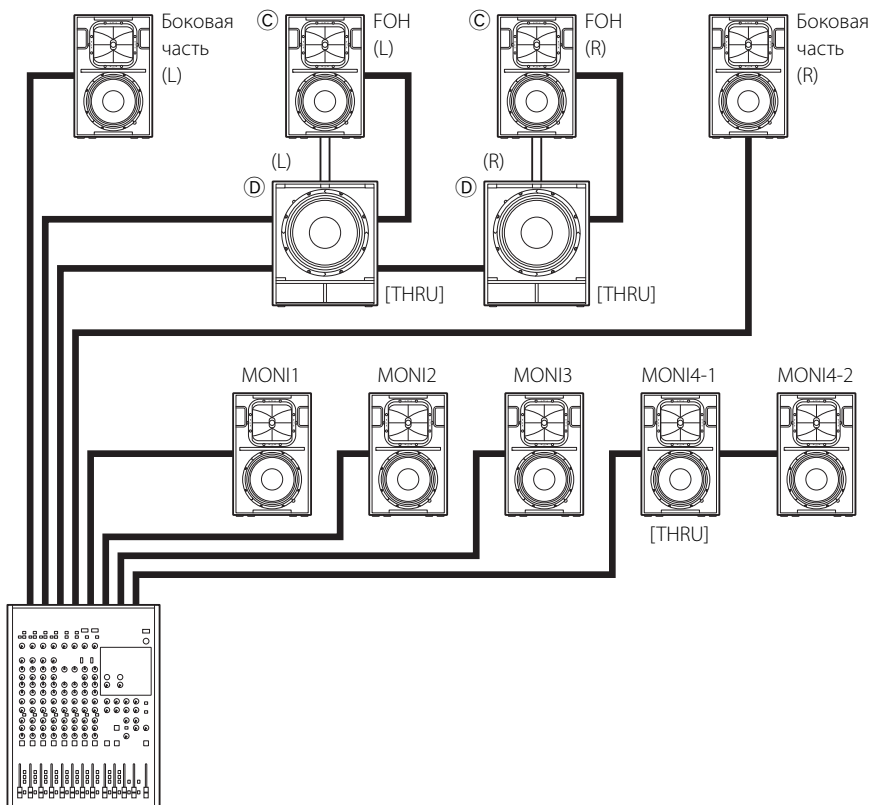 Боковая
часть
(L)
Ⓒ FOH
(L)
Ⓒ FOH
(R)
Боковая
часть
(R)
Ⓓ (L)
Ⓓ (R)
[THRU]
[THRU]
MONI1
MONI2
MONI3
MONI4-1
MONI4-2
[THRU]